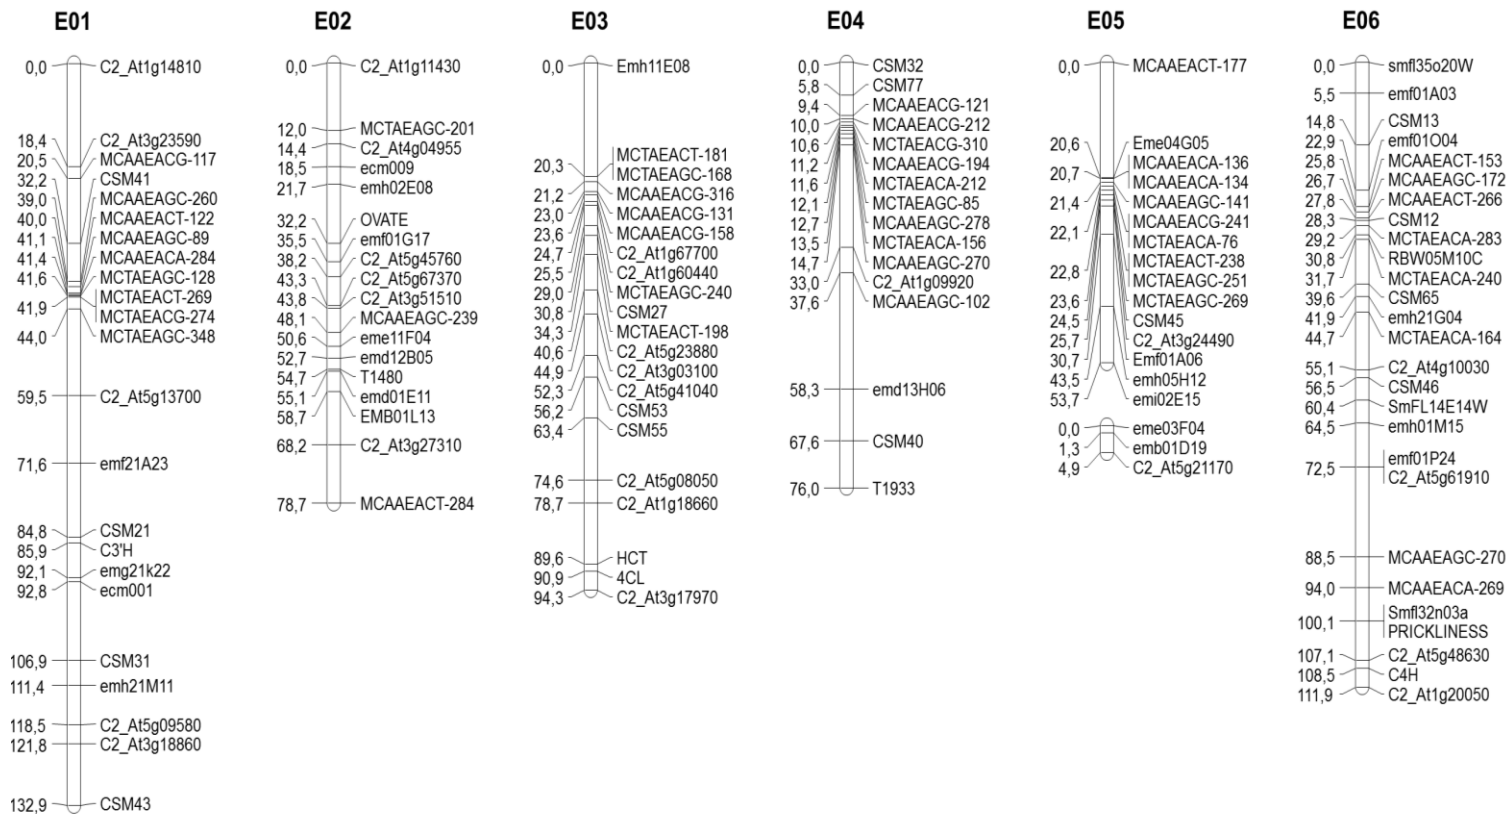 E01
0,0 C2_At1g14810
18,4 C2_At3g23590
20,5 MCAAEACG-117
32,2 CSM41
39,0 MCAAEAGC-260
40,0 MCAAEACT-122
41,1 MCAAEAGC-89
41,4 MCAAEACA-284
41,6 MCTAEAGC-128
41,9 MCTAEACT-269
MCTAEACG-274
44,0 MCTAEAGC-348
59,5 C2_At5g13700
71,6 emf21A23
84,8 CSM21
85,9 C3'H
92,1 emg21k22
92,8 ecm001
106,9 CSM31
111,4 emh21M11
118,5 C2_At5g09580
121,8 C2_At3g18860
132,9 CSM43
E02
0,0 C2_At1g11430
12,0 MCTAEAGC-201
14,4 C2_At4g04955
18,5 ecm009
21,7 emh02E08
32,2 OVATE
35,5 emf01G17
38,2 C2_At5g45760
43,3 C2_At5g67370
43,8 C2_At3g51510
48,1 MCAAEAGC-239
50,6 eme11F04
52,7 emd12B05
54,7 T1480
55,1 emd01E11
58,7 EMB01L13
68,2 C2_At3g27310
78,7 MCAAEACT-284
E03
0,0 Emh11E08
20,3 MCTAEACT-181
MCTAEAGC-168
21,2 MCAAEACG-316
23,0 MCAAEACG-131
23,6 MCAAEACG-158
24,7 C2_At1g67700
25,5 C2_At1g60440
29,0 MCTAEAGC-240
30,8 CSM27
34,3 MCTAEACT-198
40,6 C2_At5g23880
44,9 C2_At3g03100
52,3 C2_At5g41040
56,2 CSM53
63,4 CSM55
74,6 C2_At5g08050
78,7 C2_At1g18660
89,6 HCT
90,9 4CL
94,3 C2_At3g17970
E04
0,0 CSM32
5,8 CSM77
9,4 MCAAEACG-121
10,0 MCAAEACG-212
10,6 MCTAEACG-310
11,2 MCAAEACG-194
11,6 MCTAEACA-212
12,1 MCTAEAGC-85
12,7 MCAAEAGC-278
13,5 MCTAEACA-156
14,7 MCAAEAGC-270
33,0 C2_At1g09920
37,6 MCAAEAGC-102
58,3 emd13H06
67,6 CSM40
76,0 T1933
E05
0,0 MCAAEACT-177
20,6 Eme04G05
20,7 MCAAEACA-136
MCAAEACA-134
21,4 MCAAEAGC-141
22,1 MCAAEACG-241
MCTAEACA-76
22,8 MCTAEACT-238
MCTAEAGC-251
23,6 MCTAEAGC-269
24,5 CSM45
25,7 C2_At3g24490
30,7 Emf01A06
43,5 emh05H12
53,7 emi02E15
0,0 eme03F04
1,3 emb01D19
4,9 C2_At5g21170
E06
0,0 smfl35o20W
5,5 emf01A03
14,8 CSM13
22,9 emf01O04
25,8 MCAAEACT-153
26,7 MCAAEAGC-172
27,8 MCTAEACT-266
28,3 CSM12
29,2 MCTAEACA-283
30,8 RBW05M10C
31,7 MCTAEACA-240
39,6 CSM65
41,9 emh21G04
44,7 MCTAEACA-164
55,1 C2_At4g10030
56,5 CSM46
60,4 SmFL14E14W
64,5 emh01M15
72,5 emf01P24
C2_At5g61910
88,5 MCAAEAGC-270
94,0 MCAAEACA-269
100,1 Smfl32n03a
PRICKLINESS
107,1 C2_At5g48630
108,5 C4H
111,9 C2_At1g20050